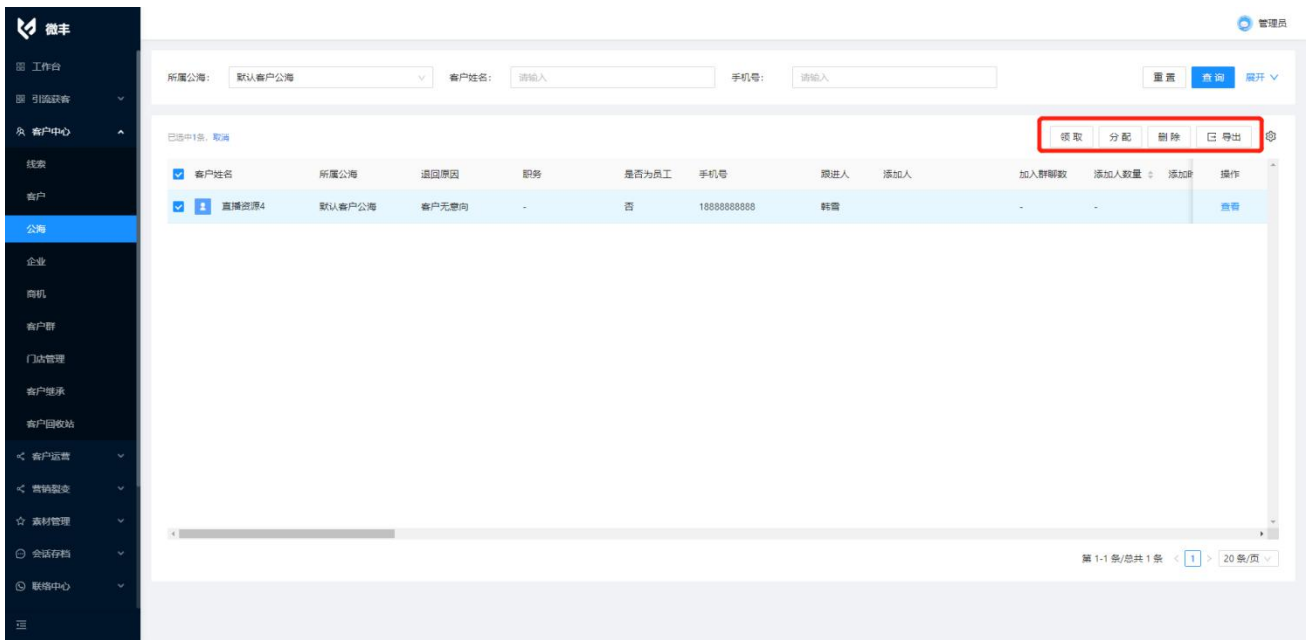 微丰
管理员
工作台
引流获客
客户中心
线索
客户
公海
企业
商机
客户群
门店管理
客户继承
客户回收站
客户运营
营销裂变
素材管理
会话存档
联络中心
所属公海: 默认客户公海 客户姓名: 请输入 手机号: 请输入 重置 查询 展开
已选中1条, 取消 领取 分配 删除 导出
客户姓名 所属公海 退回原因 职务 是否为员工 手机号 跟进人 添加人 加入群聊数 添加人数量 添加 操作
直播资源4 默认客户公海 客户无意向 - 否 18888888888 韩雪 - - 查看
第 1-1 条/总共 1 条 < 1 > 20 条/页